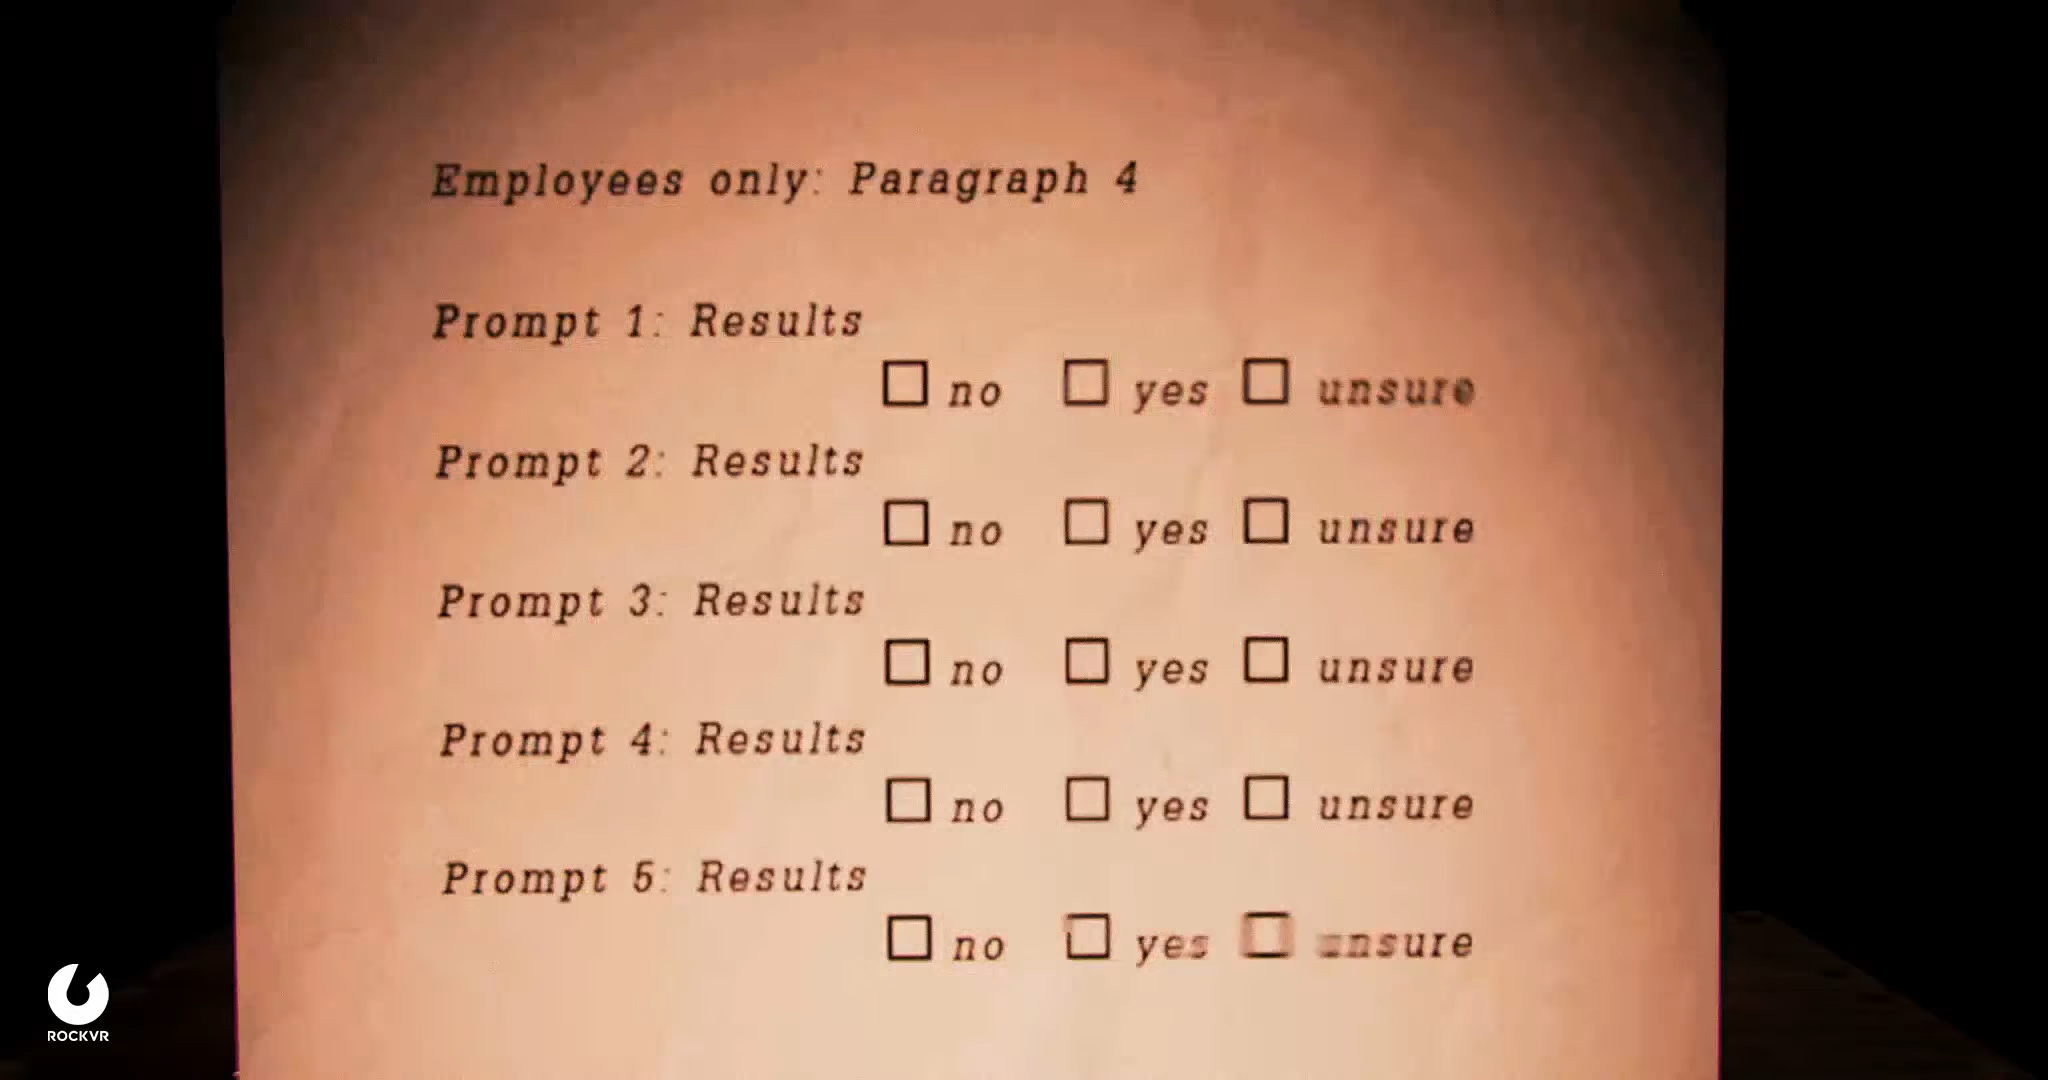 Employees only: Paragraph 4
Prompt 1: Results
no yes unsure
Prompt 2: Results
no yes unsure
Prompt 3: Results
no yes unsure
Prompt 4: Results
no yes unsure
Prompt 5: Results
no yes unsure
ROCKVR